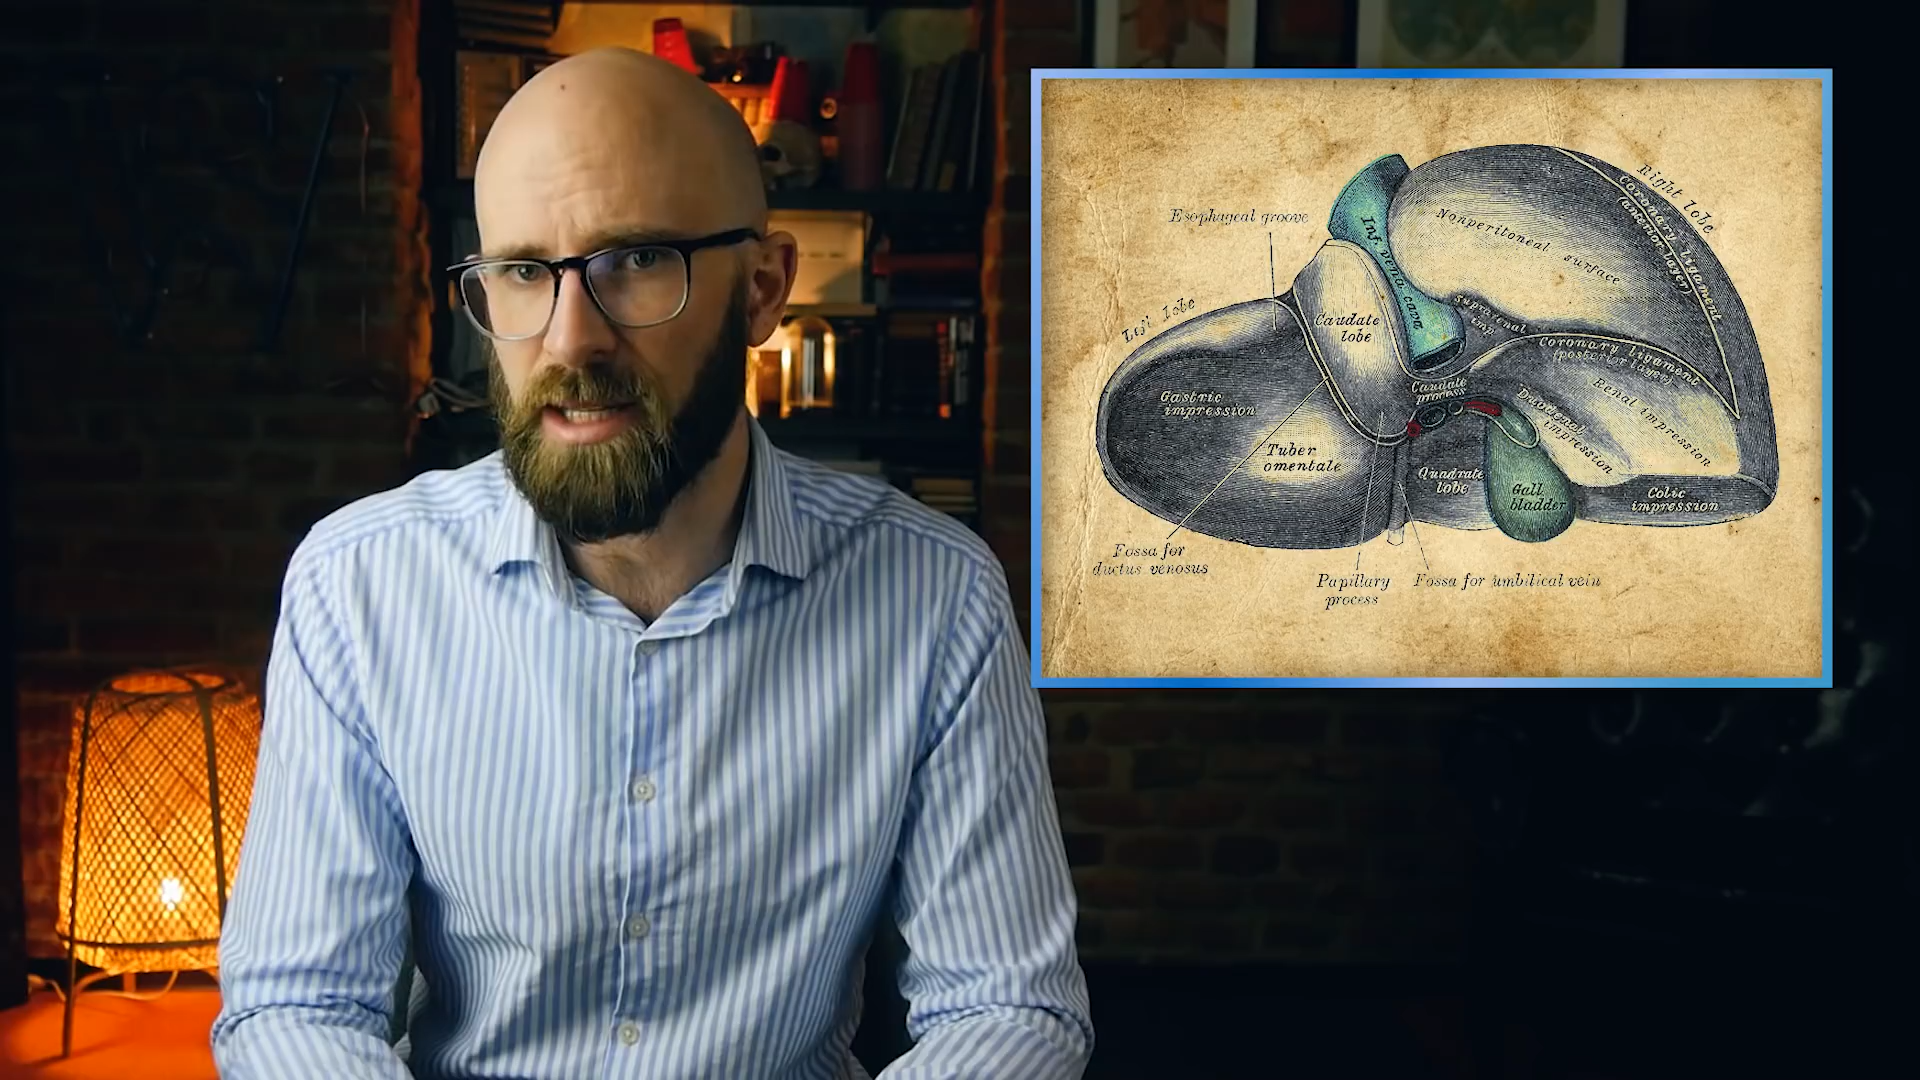 Right lobe
Coronary ligament
(anterior layer)
Esophageal groove
Inf. vena cava
Nonperitoneal
surface
Left lobe
Caudate
lobe
Suprarenal
imp.
Coronary ligament
(posterior layer)
Gastric
impression
Caudate
process
Duodenal
impression
Renal impression
Tuber
omentale
Quadrate
lobe
Gall
bladder
Colic
impression
Fossa for
ductus venosus
Papillary
process
Fossa for umbilical vein